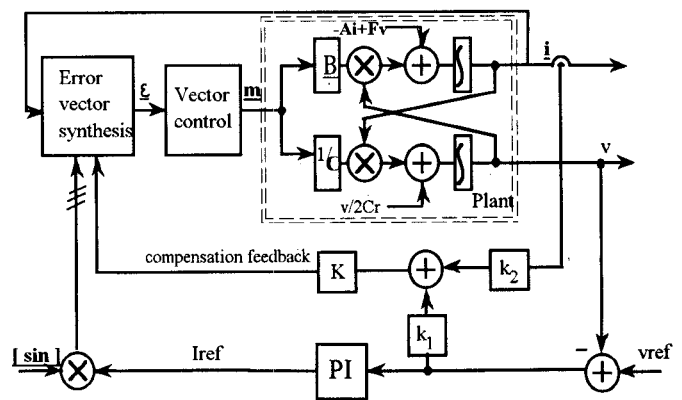 -Ai+Fv
i
Error
vector
synthesis
ε
Vector
control
m
B
1/C
v
v/2Cr
Plant
compensation feedback
K
k2
k1
[ sin ]
Iref
PI
vref